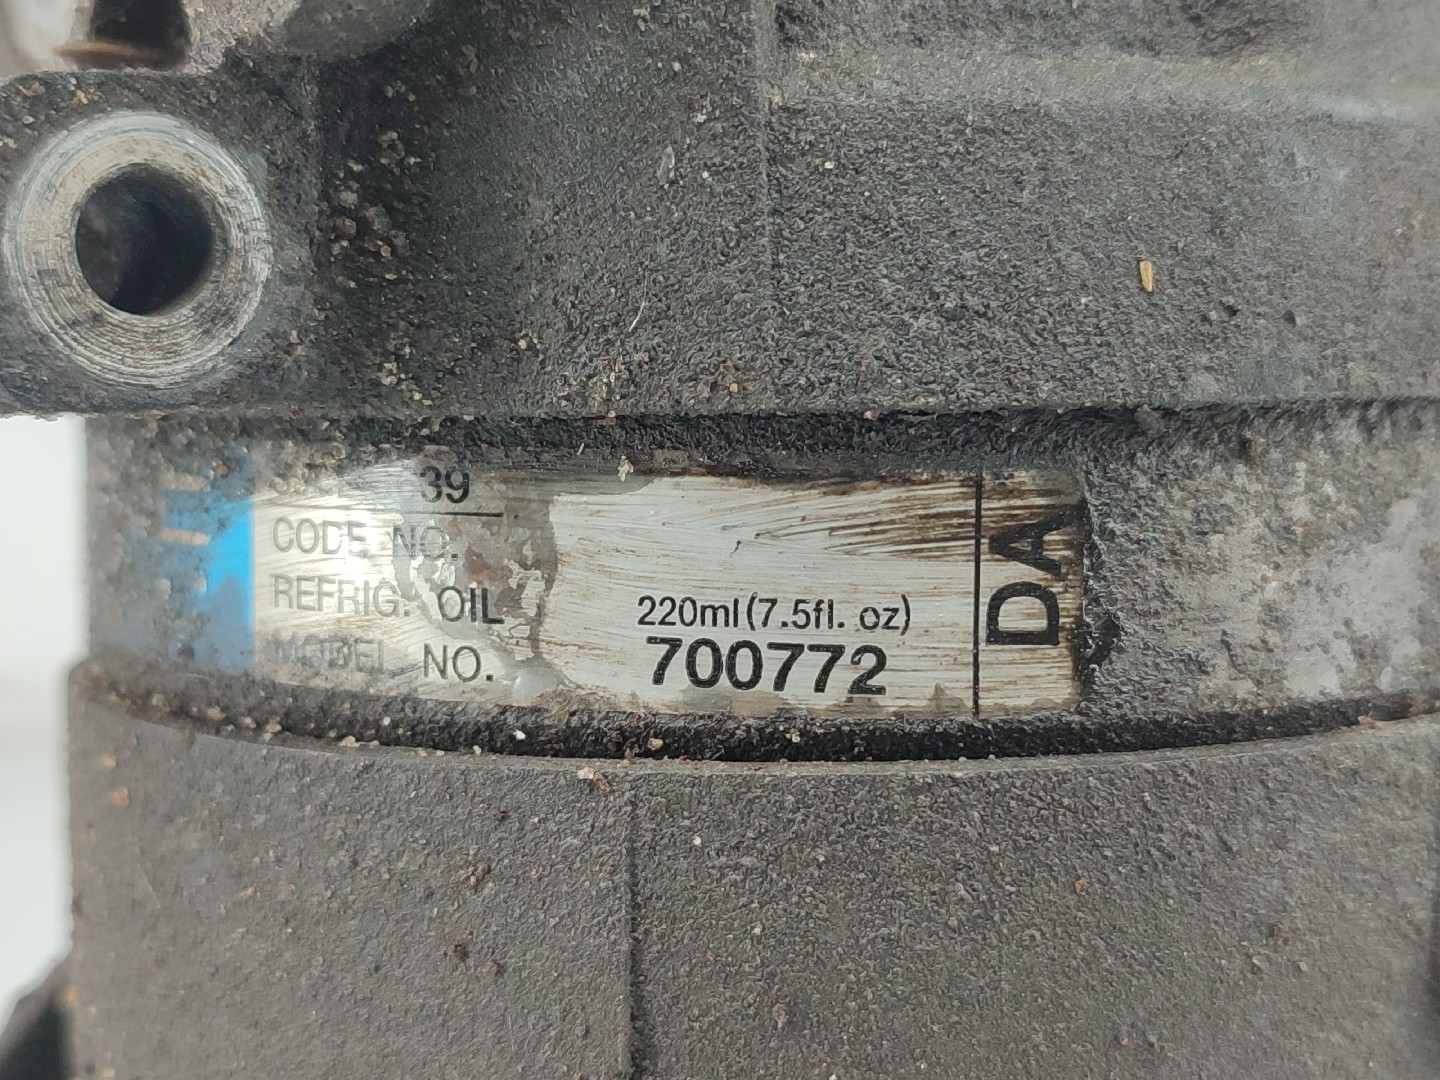 39
CODE NO.
REFRIG. OIL 220ml(7.5fl. oz)
MODEL NO. 700772
DA